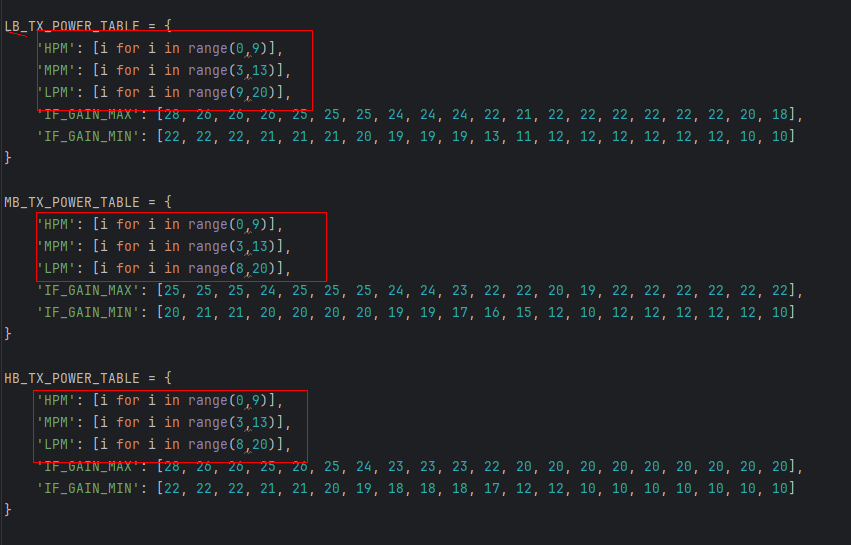 LB_TX_POWER_TABLE = {
'HPM': [i for i in range(0,9)],
'MPM': [i for i in range(3,13)],
'LPM': [i for i in range(9,20)],
'IF_GAIN_MAX': [28, 26, 26, 26, 25, 25, 25, 24, 24, 24, 22, 21, 22, 22, 22, 22, 22, 22, 20, 18],
'IF_GAIN_MIN': [22, 22, 22, 21, 21, 21, 20, 19, 19, 19, 13, 11, 12, 12, 12, 12, 12, 12, 10, 10]
}
MB_TX_POWER_TABLE = {
'HPM': [i for i in range(0,9)],
'MPM': [i for i in range(3,13)],
'LPM': [i for i in range(8,20)],
'IF_GAIN_MAX': [25, 25, 25, 24, 25, 25, 25, 24, 24, 23, 22, 22, 20, 19, 22, 22, 22, 22, 22, 22],
'IF_GAIN_MIN': [20, 21, 21, 20, 20, 20, 20, 19, 19, 17, 16, 15, 12, 10, 12, 12, 12, 12, 12, 10]
}
HB_TX_POWER_TABLE = {
'HPM': [i for i in range(0,9)],
'MPM': [i for i in range(3,13)],
'LPM': [i for i in range(8,20)],
'IF_GAIN_MAX': [28, 26, 26, 25, 26, 25, 24, 23, 23, 23, 22, 20, 20, 20, 20, 20, 20, 20, 20, 20],
'IF_GAIN_MIN': [22, 22, 22, 21, 21, 20, 19, 18, 18, 18, 17, 12, 12, 10, 10, 10, 10, 10, 10, 10]
}